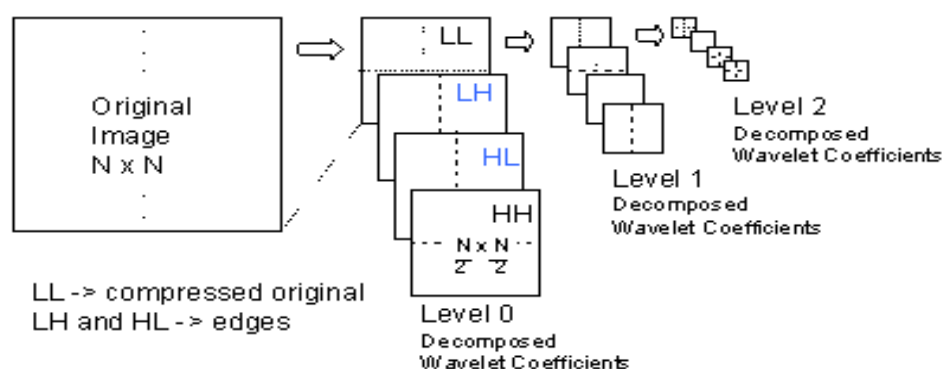 Original
Image
N x N
LL
LH
HL
HH
N/2 x N/2
LL -> compressed original
LH and HL -> edges
Level 0
Decomposed
Wavelet Coefficients
Level 1
Decomposed
Wavelet Coefficients
Level 2
Decomposed
Wavelet Coefficients